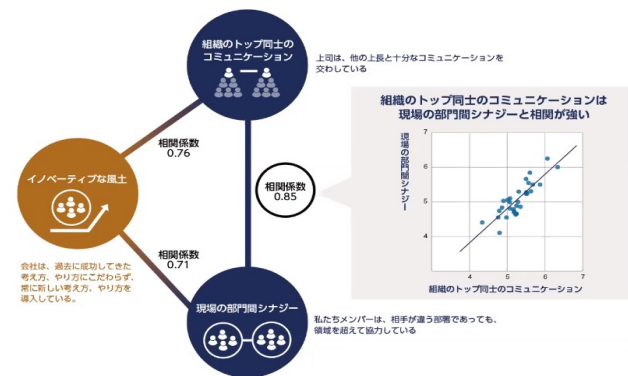 組織のトップ同士の
コミュニケーション
上司は、他の上長と十分なコミュニケーションを
交わしている
相関係数
0.76
イノベーティブな風土
会社は、過去に成功してきた
考え方、やり方にこだわらず、
常に新しい考え方、やり方を
導入している。
相関係数
0.71
相関係数
0.85
現場の部門間シナジー
私たちメンバーは、相手が違う部署であっても、
領域を超えて協力している
組織のトップ同士のコミュニケーションは
現場の部門間シナジーと相関が強い
現場の部門間シナジー
7
6
5
4
4
5
6
7
組織のトップ同士のコミュニケーション